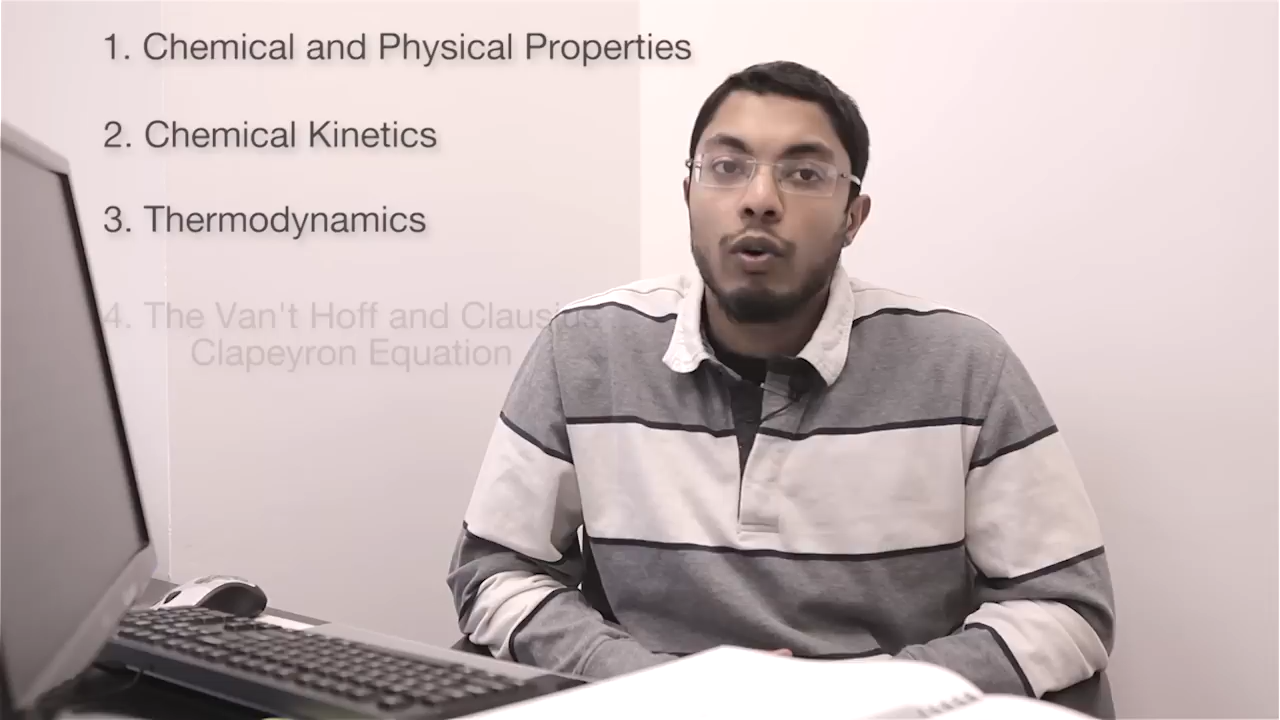 1. Chemical and Physical Properties
2. Chemical Kinetics
3. Thermodynamics
4. The Van't Hoff and Clausius
Clapeyron Equation